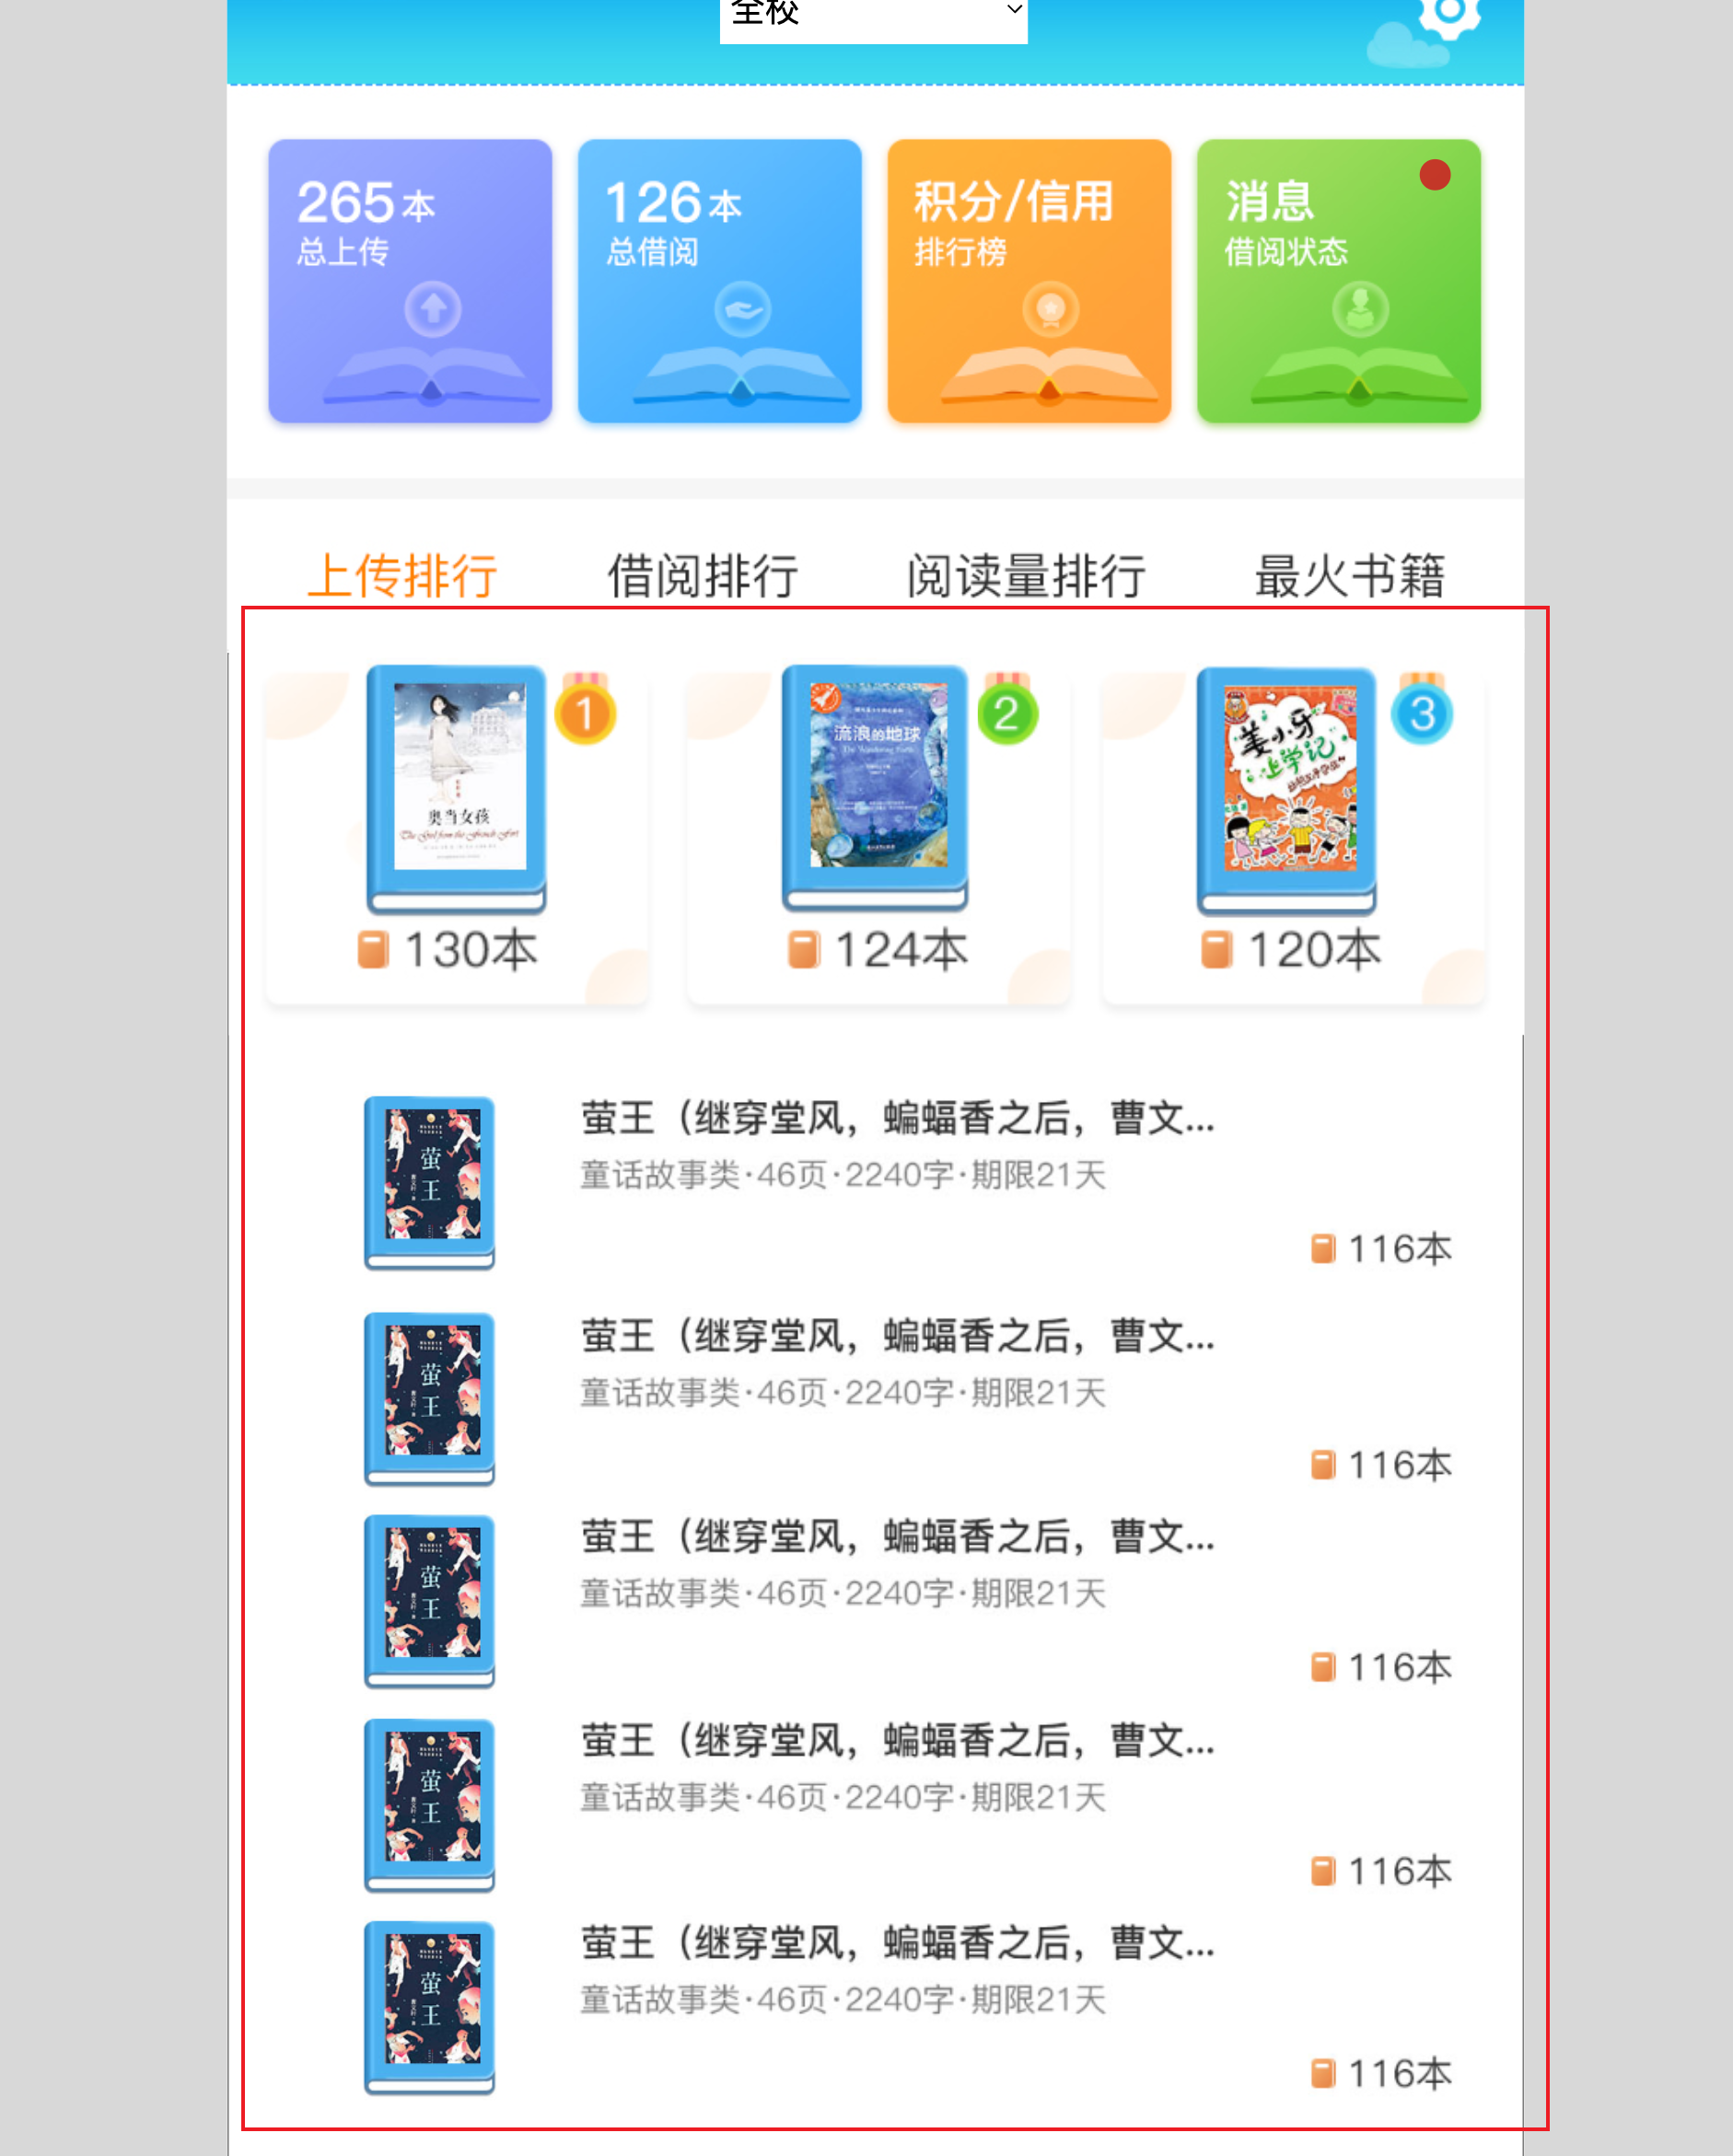 全校
265本
总上传
126本
总借阅
积分/信用
排行榜
消息
借阅状态
上传排行
借阅排行
阅读量排行
最火书籍
1
奥当女孩
The Girl from the French Fort
130本
2
流浪的地球
The Wandering Earth
124本
3
姜小牙
上学记
120本
萤王
萤王（继穿堂风，蝙蝠香之后，曹文...
童话故事类·46页·2240字·期限21天
116本
萤王
萤王（继穿堂风，蝙蝠香之后，曹文...
童话故事类·46页·2240字·期限21天
116本
萤王
萤王（继穿堂风，蝙蝠香之后，曹文...
童话故事类·46页·2240字·期限21天
116本
萤王
萤王（继穿堂风，蝙蝠香之后，曹文...
童话故事类·46页·2240字·期限21天
116本
萤王
萤王（继穿堂风，蝙蝠香之后，曹文...
童话故事类·46页·2240字·期限21天
116本